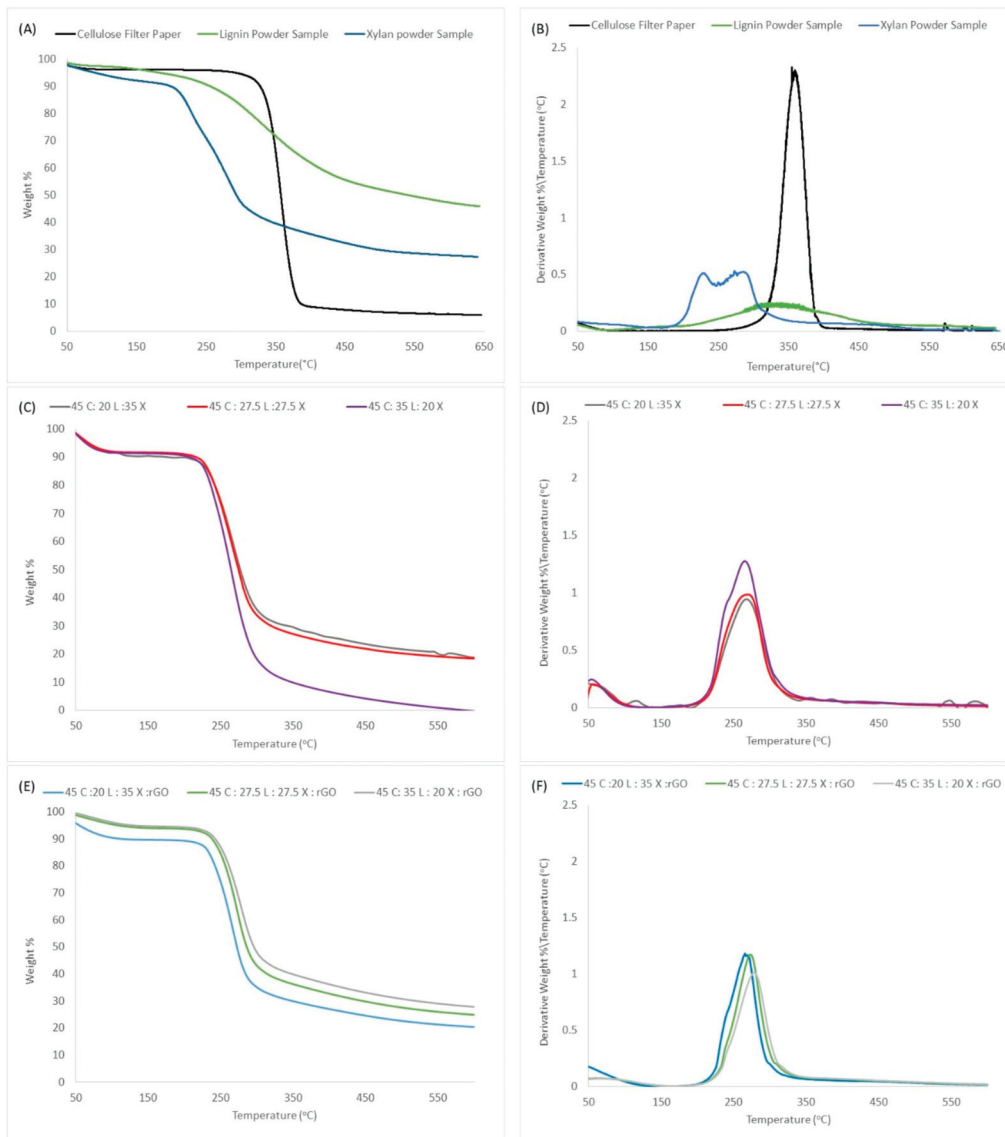 (A)
Cellulose Filter Paper Lignin Powder Sample Xylan powder Sample
100
90
80
70
60
50
40
30
20
10
0
Weight %
50 150 250 350 450 550 650
Temperature(°C)
(B)
Cellulose Filter Paper Lignin Powder Sample Xylan Powder Sample
2.5
2
1.5
1
0.5
0
Derivative Weight %\Temperature (°C)
50 150 250 350 450 550 650
Temperature(°C)
(C)
45 C: 20 L :35 X 45 C : 27.5 L :27.5 X 45 C: 35 L: 20 X
100
90
80
70
60
50
40
30
20
10
0
Weight %
50 150 250 350 450 550
Temperature (°C)
(D)
45 C: 20 L :35 X 45 C : 27.5 L :27.5 X 45 C: 35 L: 20 X
2.5
2
1.5
1
0.5
0
Derivative Weight %\Temperature (°C)
50 150 250 350 450 550
Temperature (°C)
(E)
45 C :20 L : 35 X :rGO 45 C : 27.5 L : 27.5 X : rGO 45 C: 35 L : 20 X : rGO
100
90
80
70
60
50
40
30
20
10
0
Weight %
50 150 250 350 450 550
Temperature (°C)
(F)
45 C :20 L : 35 X :rGO 45 C : 27.5 L : 27.5 X : rGO 45 C: 35 L : 20 X : rGO
2.5
2
1.5
1
0.5
0
Derivative Weight %\Temperature (°C)
50 150 250 350 450 550
Temperature (°C)